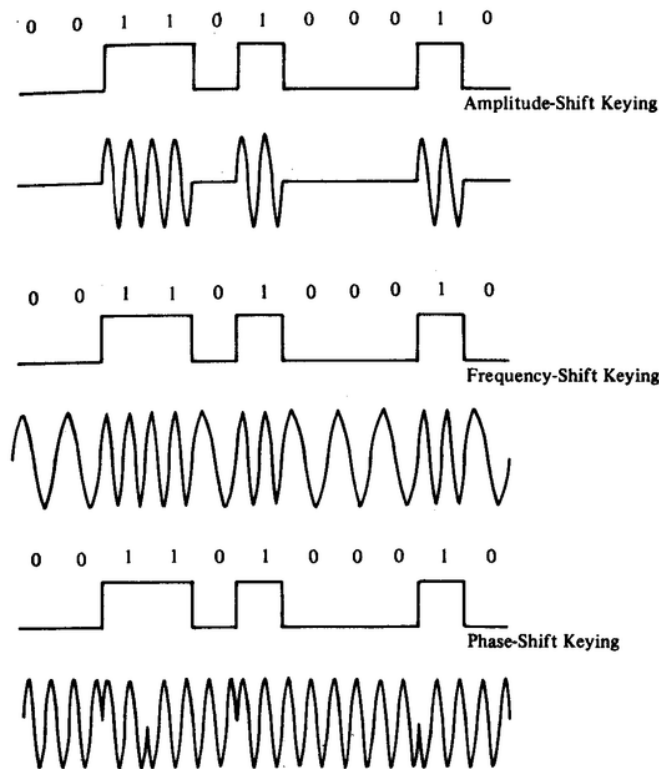 0 0 1 1 0 1 0 0 0 1 0
Amplitude-Shift Keying
0 0 1 1 0 1 0 0 0 1 0
Frequency-Shift Keying
0 0 1 1 0 1 0 0 0 1 0
Phase-Shift Keying